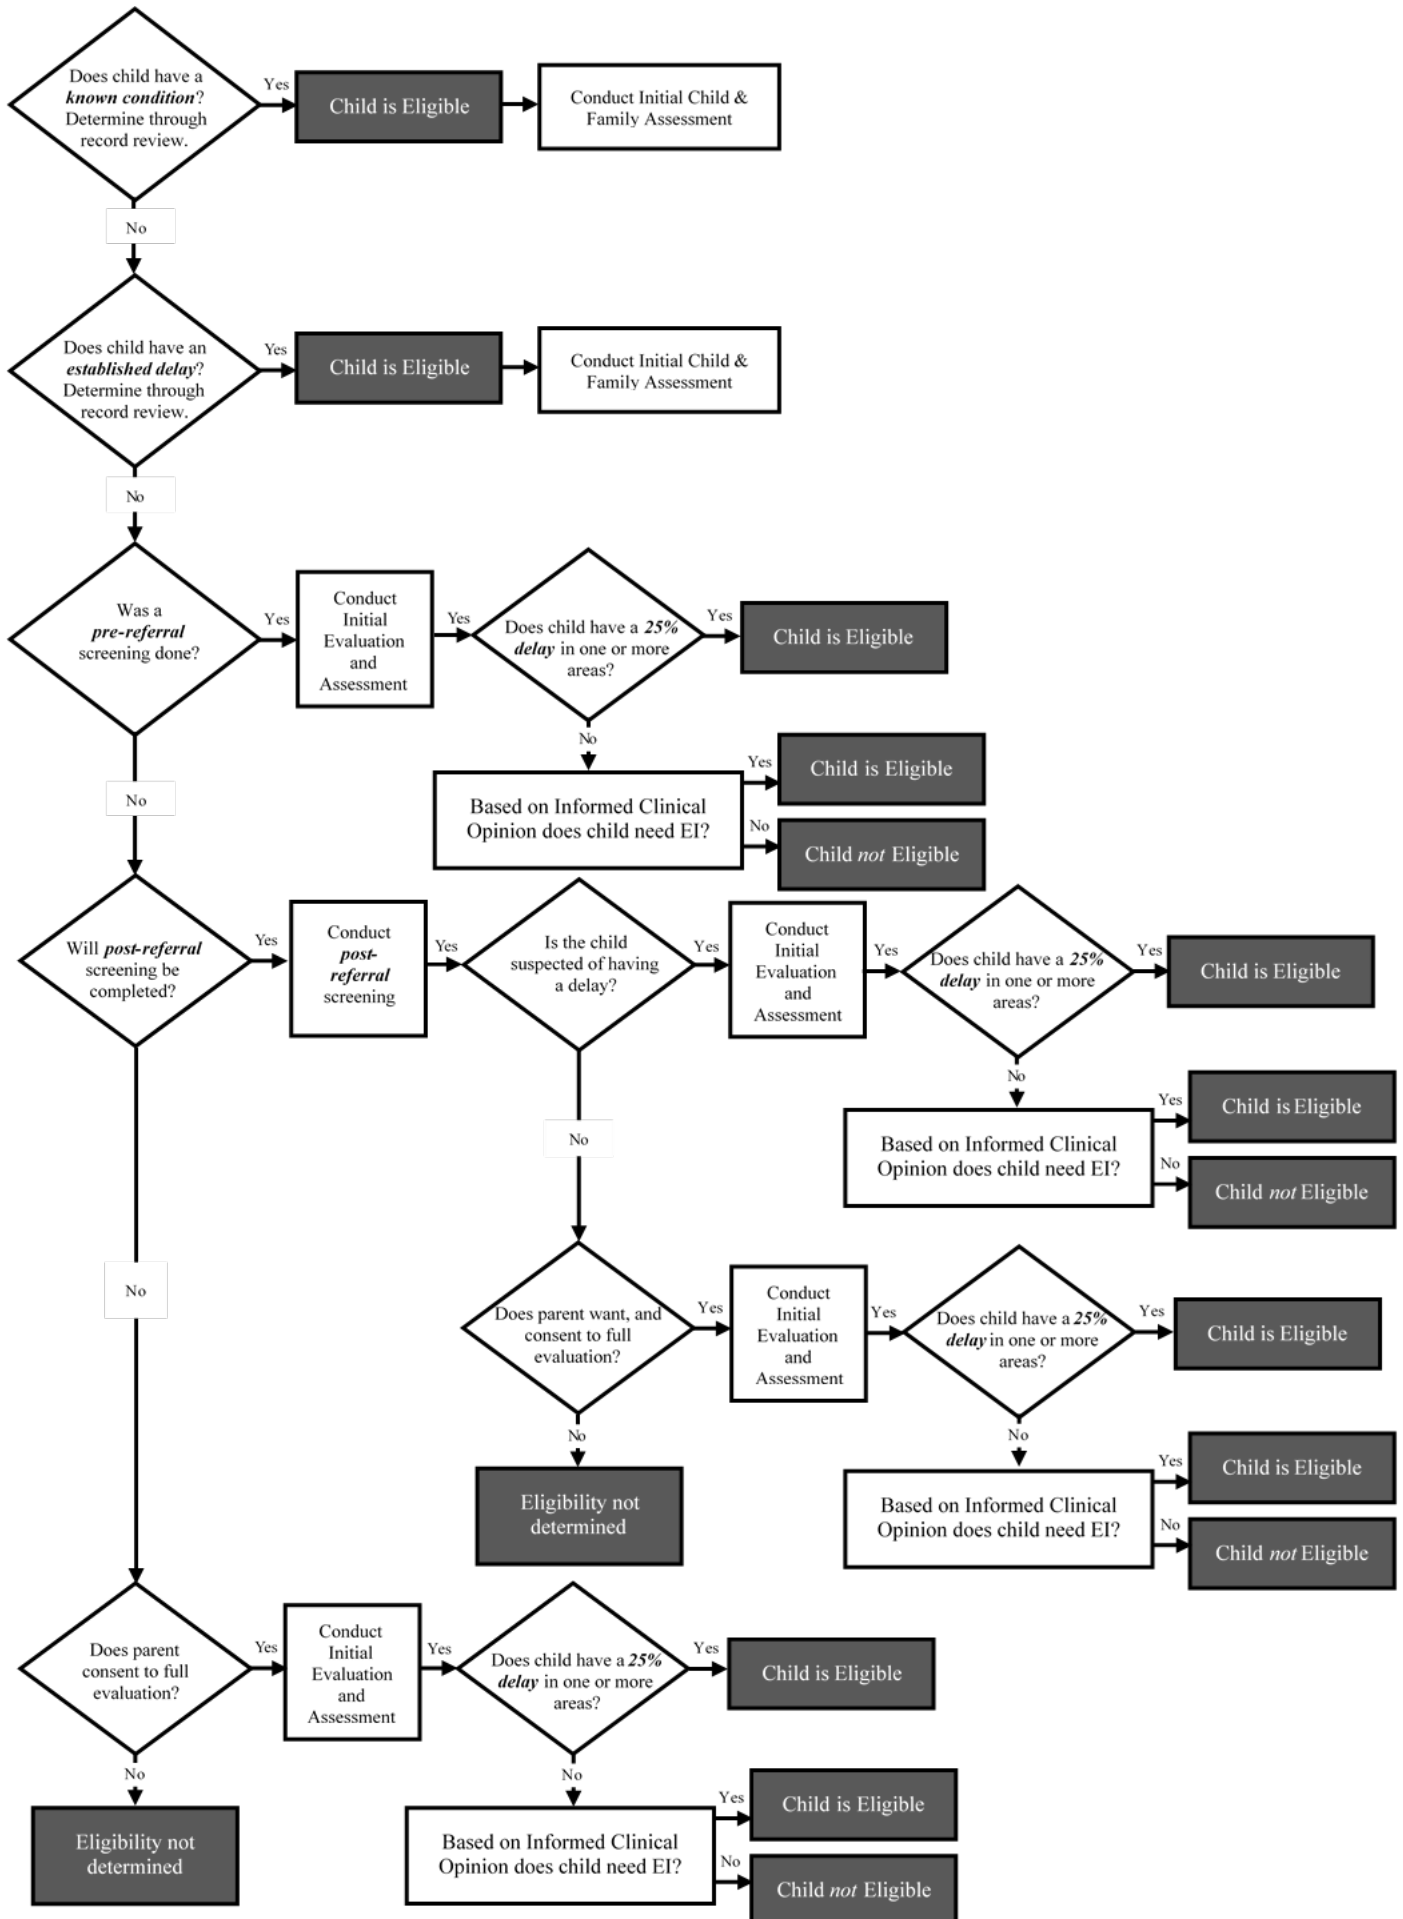 Does child have a
known condition?
Determine through
record review.
Yes
Child is Eligible
Conduct Initial Child &
Family Assessment
No
Does child have an
established delay?
Determine through
record review.
Yes
Child is Eligible
Conduct Initial Child &
Family Assessment
No
Was a
pre-referral
screening done?
Yes
Conduct
Initial
Evaluation
and
Assessment
Yes
Does child have a 25%
delay in one or more
areas?
Yes
Child is Eligible
No
Based on Informed Clinical
Opinion does child need EI?
Yes
Child is Eligible
No
Child not Eligible
No
Will post-referral
screening be
completed?
Yes
Conduct
post-
referral
screening
Yes
Is the child
suspected of having
a delay?
Yes
Conduct
Initial
Evaluation
and
Assessment
Yes
Does child have a 25%
delay in one or more
areas?
Yes
Child is Eligible
No
Based on Informed Clinical
Opinion does child need EI?
Yes
Child is Eligible
No
Child not Eligible
No
Does parent want, and
consent to full
evaluation?
Yes
Conduct
Initial
Evaluation
and
Assessment
Yes
Does child have a 25%
delay in one or more
areas?
Yes
Child is Eligible
No
Based on Informed Clinical
Opinion does child need EI?
Yes
Child is Eligible
No
Child not Eligible
No
Eligibility not
determined
No
Does parent
consent to full
evaluation?
Yes
Conduct
Initial
Evaluation
and
Assessment
Yes
Does child have a 25%
delay in one or more
areas?
Yes
Child is Eligible
No
Based on Informed Clinical
Opinion does child need EI?
Yes
Child is Eligible
No
Child not Eligible
No
Eligibility not
determined